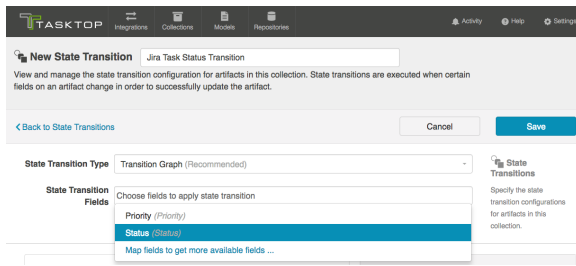 TASKTOP
Integrations
Collections
Models
Repositories
Activity
Help
Settings
New State Transition
Jira Task Status Transition
View and manage the state transition configuration for artifacts in this collection. State transitions are executed when certain
fields on an artifact change in order to successfully update the artifact.
Back to State Transitions
Cancel
Save
State Transition Type
Transition Graph (Recommended)
State Transition
Fields
Choose fields to apply state transition
Priority (Priority)
Status (Status)
Map fields to get more available fields ...
State
Transitions
Specify the state
transition configurations
for artifacts in this
collection.